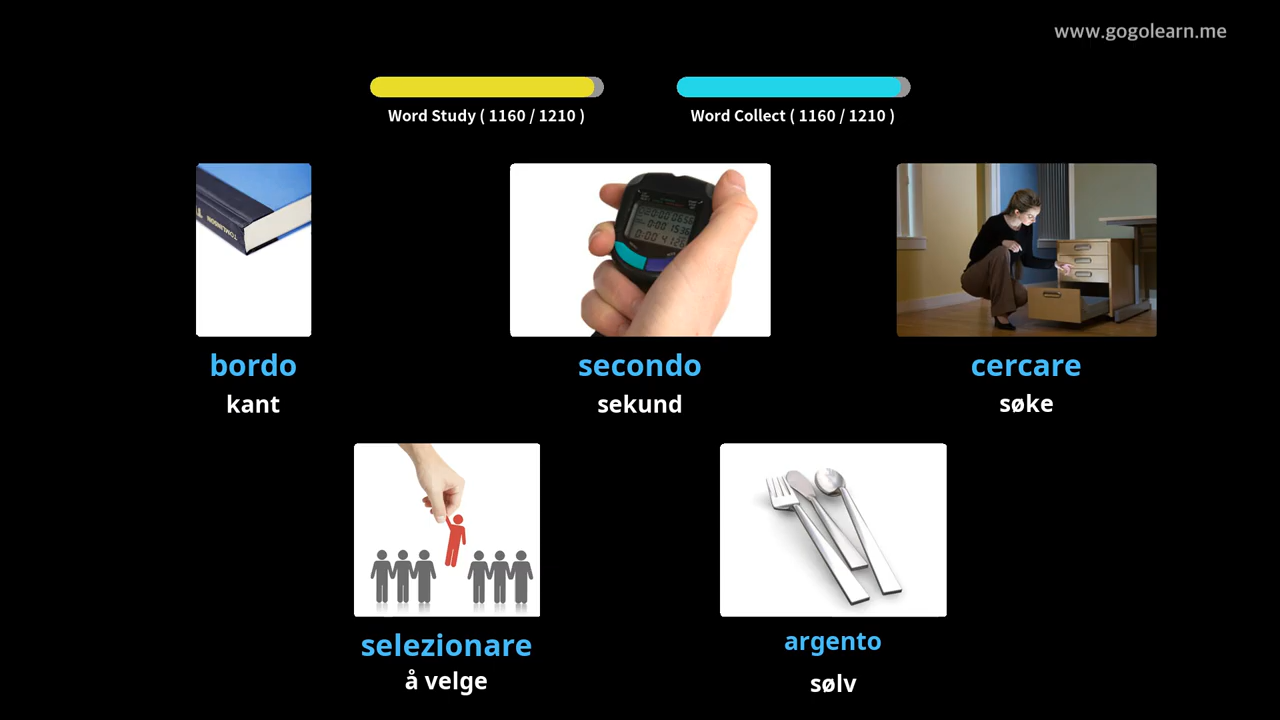 www.gogolearn.me
Word Study ( 1160 / 1210 )
Word Collect ( 1160 / 1210 )
TOMLINSON
bordo
secondo
cercare
kant
sekund
søke
selezionare
argento
å velge
sølv